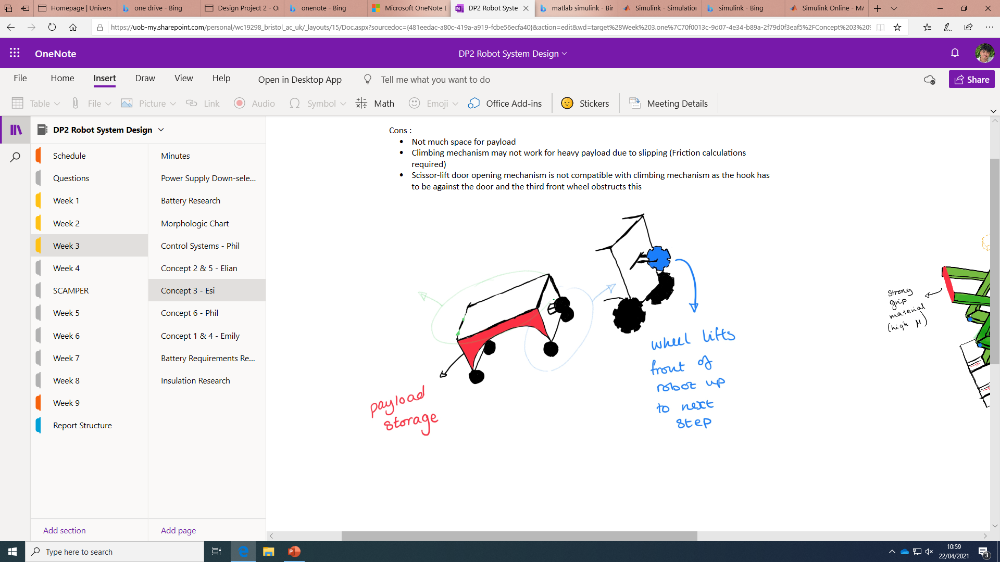 Homepage | Univers
one drive - Bing
Design Project 2 - Or
onenote - Bing
Microsoft OneNote D
DP2 Robot Syste
matlab simulink - Bir
Simulink - Simulation
simulink - Bing
Simulink Online - MA
https://uob-my.sharepoint.com/personal/wc19298_bristol_ac_uk/_layouts/15/Doc.aspx?sourcedoc={481eedac-a80c-419a-a919-fcbe56ecfa40}&action=edit&wd=target%28Week%203.one%7C70f0013c-9d07-4e34-b89a-2f79d0f3eaf5%2FConcept%203%20%
OneNote
DP2 Robot System Design
File Home Insert Draw View Help Open in Desktop App Tell me what you want to do Share
Table File Picture Link Audio Symbol Math Emoji Office Add-ins Stickers Meeting Details
DP2 Robot System Design
Schedule
Questions
Week 1
Week 2
Week 3
Week 4
SCAMPER
Week 5
Week 6
Week 7
Week 8
Week 9
Report Structure
Add section
Minutes
Power Supply Down-sele...
Battery Research
Morphologic Chart
Control Systems - Phil
Concept 2 & 5 - Elian
Concept 3 - Esi
Concept 6 - Phil
Concept 1 & 4 - Emily
Battery Requirements Re...
Insulation Research
Add page
Cons :
• Not much space for payload
• Climbing mechanism may not work for heavy payload due to slipping (Friction calculations
required)
• Scissor-lift door opening mechanism is not compatible with climbing mechanism as the hook has
to be against the door and the third front wheel obstructs this
payload
storage
wheel lifts
front of
robot up
to next
step
strong
grip
material
(high μ)
Type here to search
10:59
22/04/2021
3